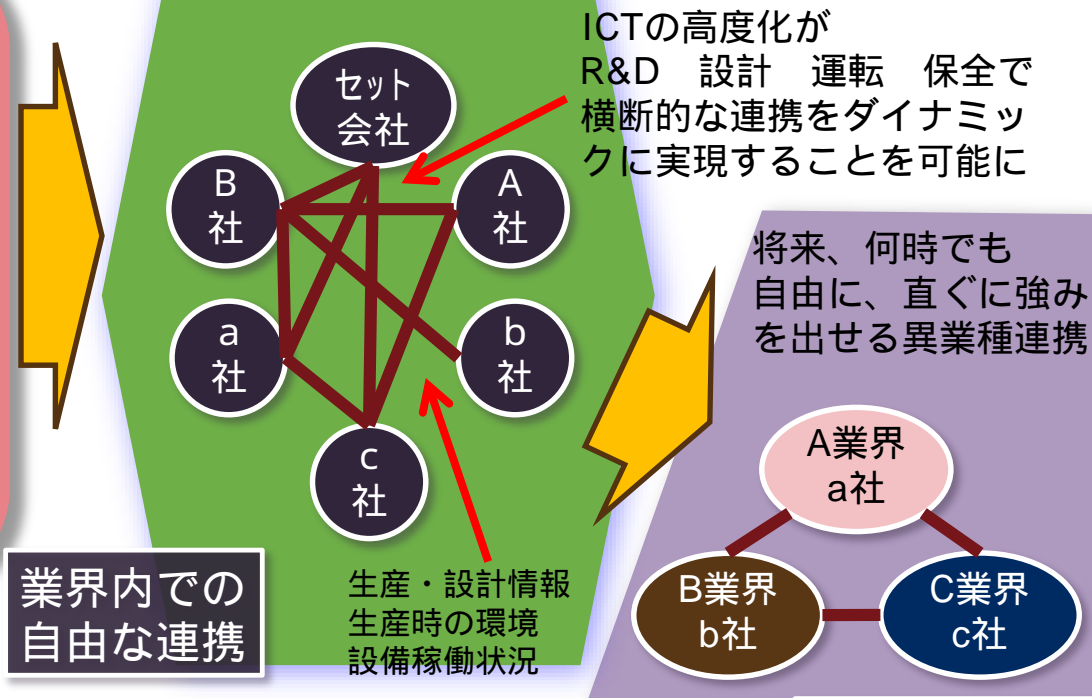 ICTの高度化が
R&D　設計　運転　保全で
横断的な連携をダイナミッ
クに実現することを可能に
セット
会社
B
社
A
社
a
社
b
社
c
社
将来、何時でも
自由に、直ぐに強み
を出せる異業種連携
A業界
a社
B業界
b社
C業界
c社
業界内での
自由な連携
生産・設計情報
生産時の環境
設備稼働状況